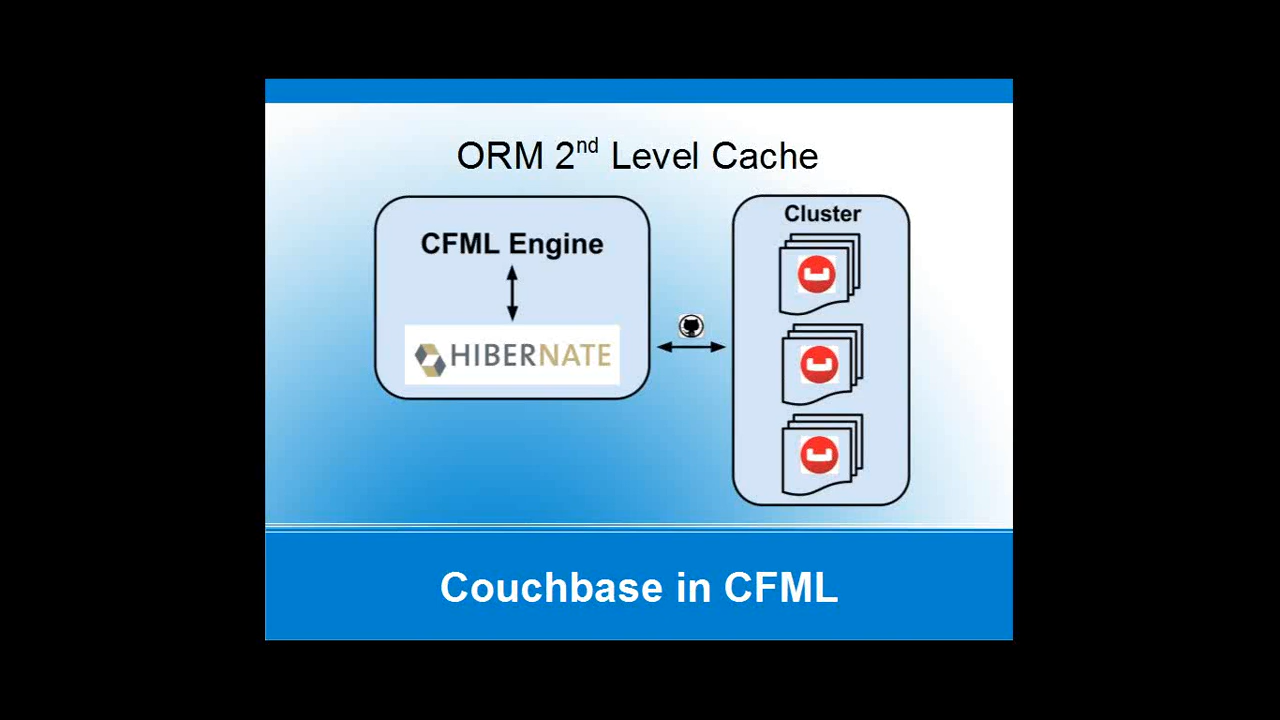 ORM 2nd Level Cache
CFML Engine
HIBERNATE
Cluster
Couchbase in CFML